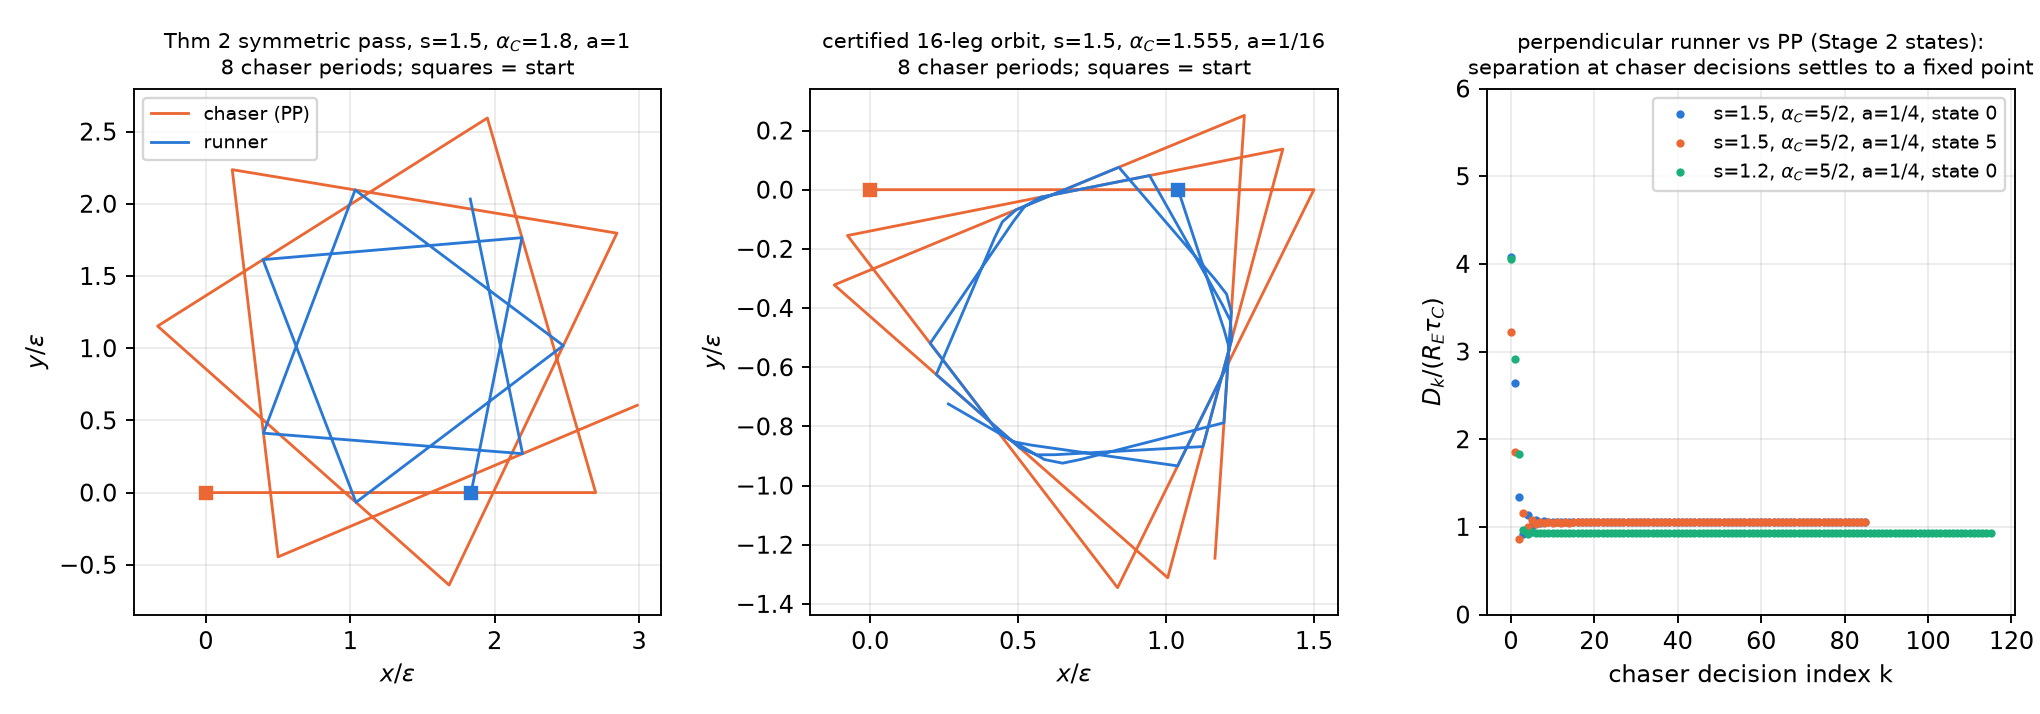 Thm 2 symmetric pass, s=1.5, α_C=1.8, a=1
8 chaser periods; squares = start
chaser (PP)
runner
2.5
2.0
1.5
1.0
0.5
0.0
−0.5
0
1
2
3
y/ε
x/ε
certified 16-leg orbit, s=1.5, α_C=1.555, a=1/16
8 chaser periods; squares = start
0.2
0.0
−0.2
−0.4
−0.6
−0.8
−1.0
−1.2
−1.4
0.0
0.5
1.0
1.5
y/ε
x/ε
perpendicular runner vs PP (Stage 2 states):
separation at chaser decisions settles to a fixed point
s=1.5, α_C=5/2, a=1/4, state 0
s=1.5, α_C=5/2, a=1/4, state 5
s=1.2, α_C=5/2, a=1/4, state 0
6
5
4
3
2
1
0
0
20
40
60
80
100
120
D_k/(R_Eτ_C)
chaser decision index k